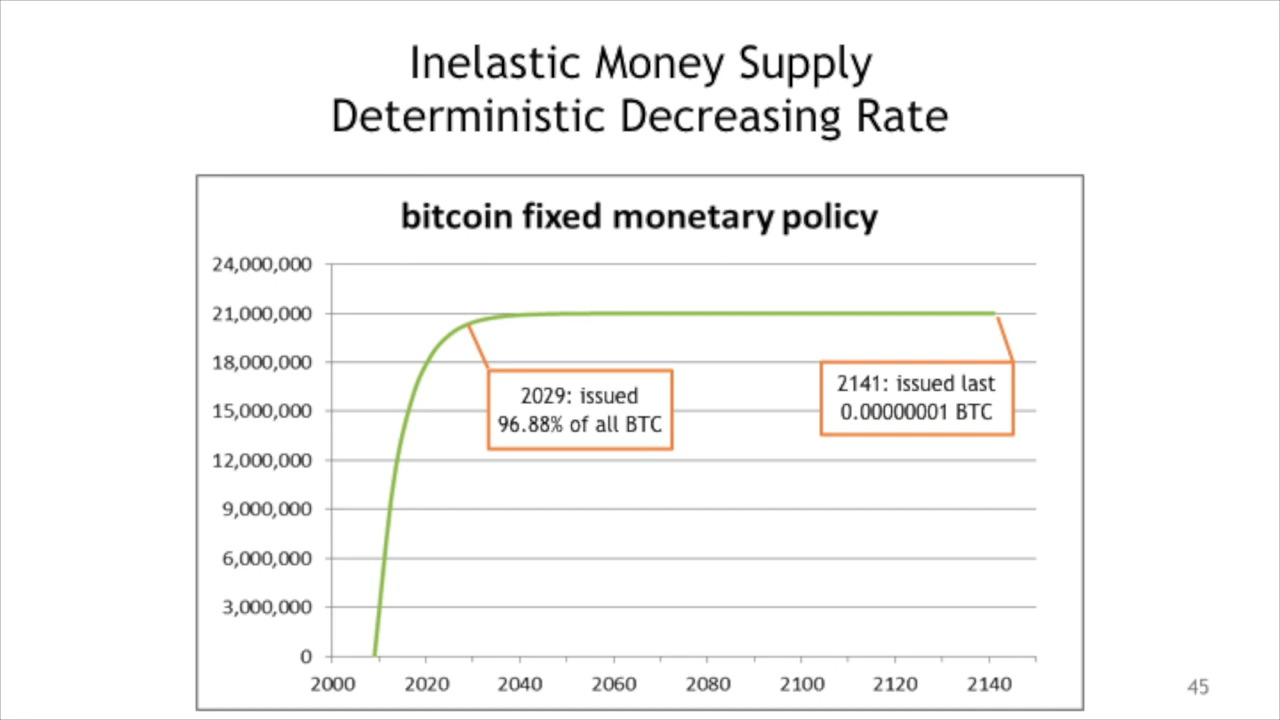 Inelastic Money Supply
Deterministic Decreasing Rate
bitcoin fixed monetary policy
24,000,000
21,000,000
18,000,000
15,000,000
12,000,000
9,000,000
6,000,000
3,000,000
0
2029: issued
96.88% of all BTC
2141: issued last
0.00000001 BTC
2000 2020 2040 2060 2080 2100 2120 2140
45